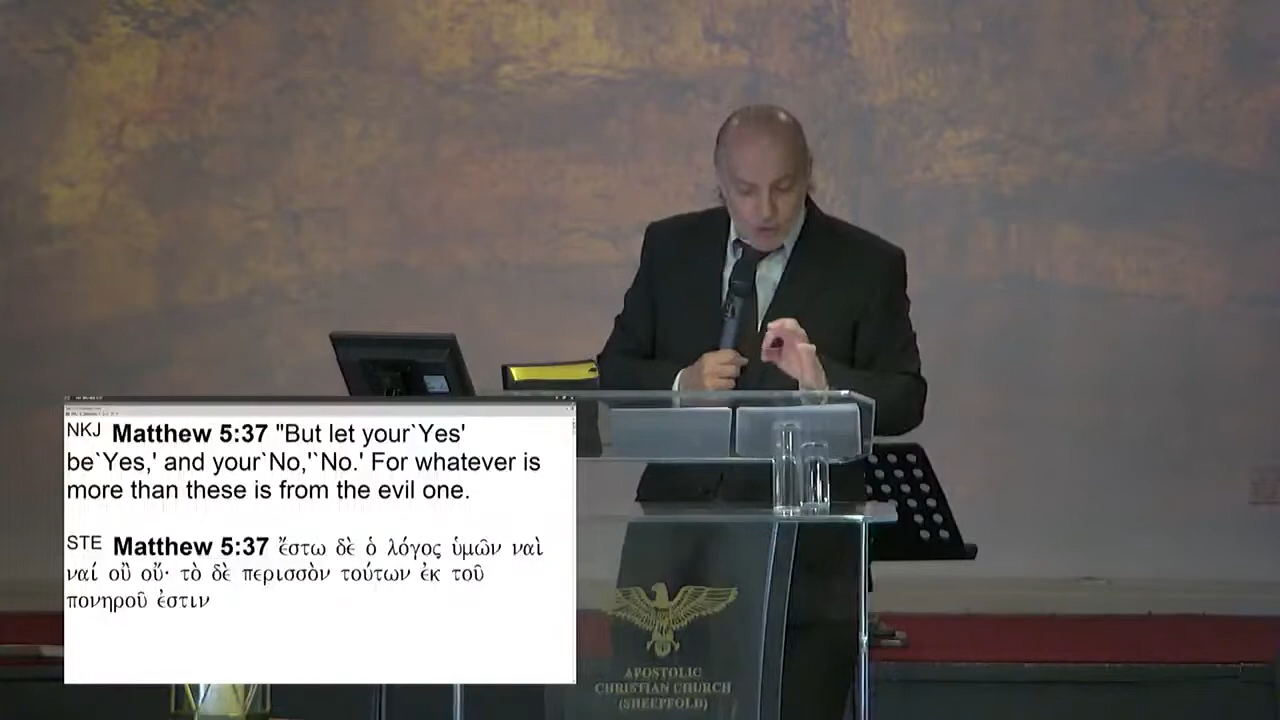 NKJ Matthew 5:37 "But let your`Yes'
be`Yes,' and your`No,'`No.' For whatever is
more than these is from the evil one.
STE Matthew 5:37 ἔστω δὲ ὁ λόγος ὑμῶν ναὶ
ναί οὒ οὔ· τὸ δὲ περισσὸν τούτων ἐκ τοῦ
πονηροῦ ἐστιν
APOSTOLIC
CHRISTIAN CHURCH
(SHEEPFOLD)